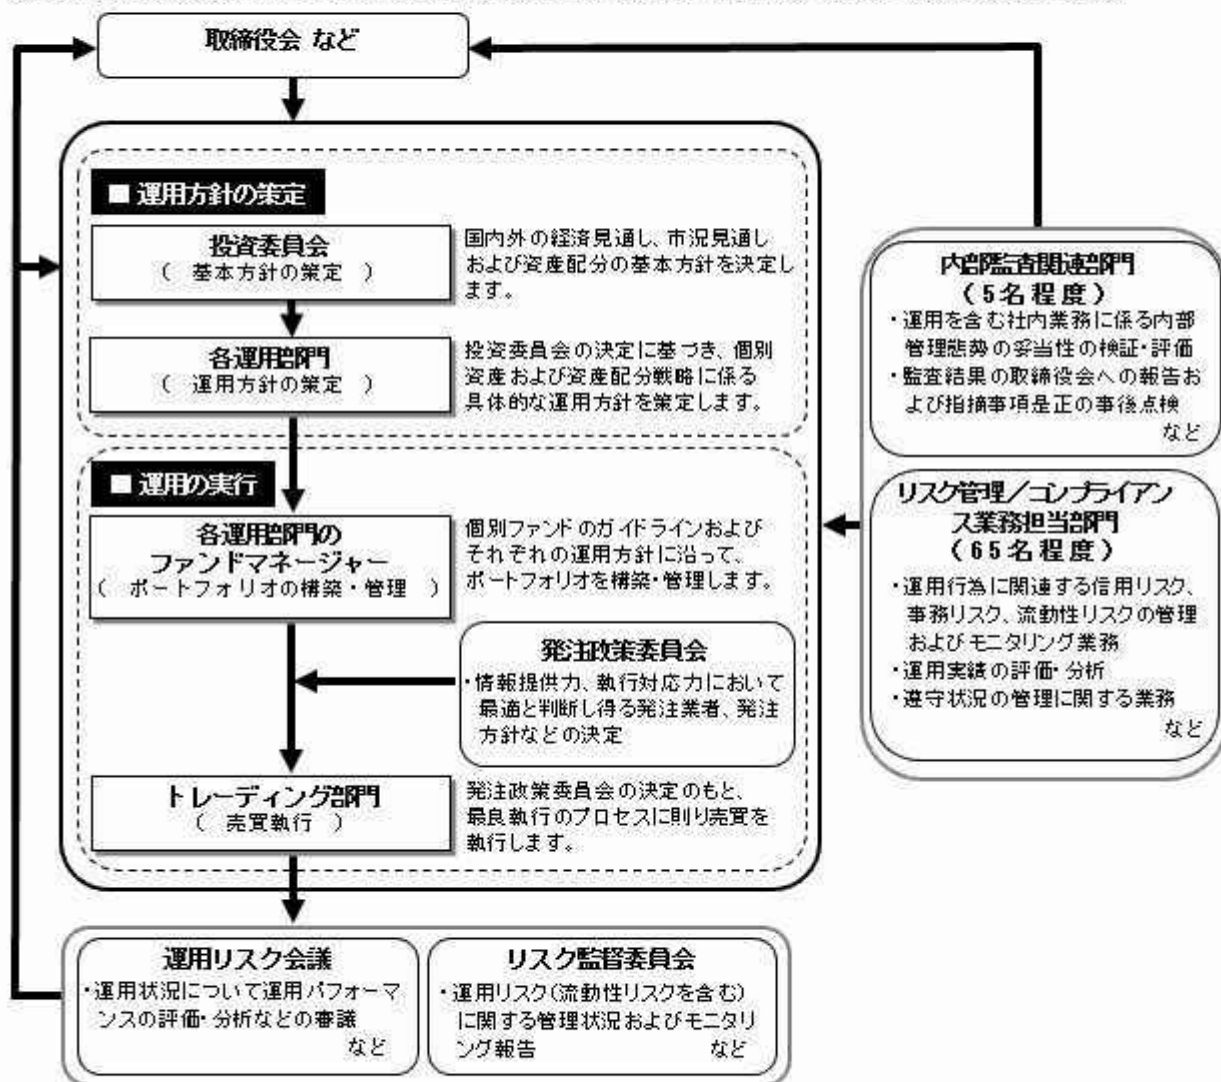 取締役会 など
■ 運用方針の策定
投資委員会
( 基本方針の策定 )
国内外の経済見通し、市況見通し
および資産配分の基本方針を決定し
ます。
各運用部門
( 運用方針の策定 )
投資委員会の決定に基づき、個別
資産および資産配分戦略に係る
具体的な運用方針を策定します。
■ 運用の実行
各運用部門の
ファンドマネージャー
( ポートフォリオの構築・管理 )
個別ファンドのガイドラインおよび
それぞれの運用方針に沿って、
ポートフォリオを構築・管理します。
発注政策委員会
・情報提供力、執行対応力において
最適と判断し得る発注業者、発注
方針などの決定
トレーディング部門
( 売買執行 )
発注政策委員会の決定のもと、
最良執行のプロセスに則り売買を
執行します。
内部監査関連部門
(5名程度)
・運用を含む社内業務に係る内部
管理態勢の妥当性の検証・評価
・監査結果の取締役会への報告お
よび指摘事項是正の事後点検
など
リスク管理/コンプライアン
ス業務担当部門
(65名程度)
・運用行為に関連する信用リスク、
事務リスク、流動性リスクの管理
およびモニタリング業務
・運用実績の評価・分析
・遵守状況の管理に関する業務
など
運用リスク会議
・運用状況について運用パフォーマ
ンスの評価・分析などの審議
など
リスク監督委員会
・運用リスク(流動性リスクを含む)
に関する管理状況およびモニタリ
ング報告 など